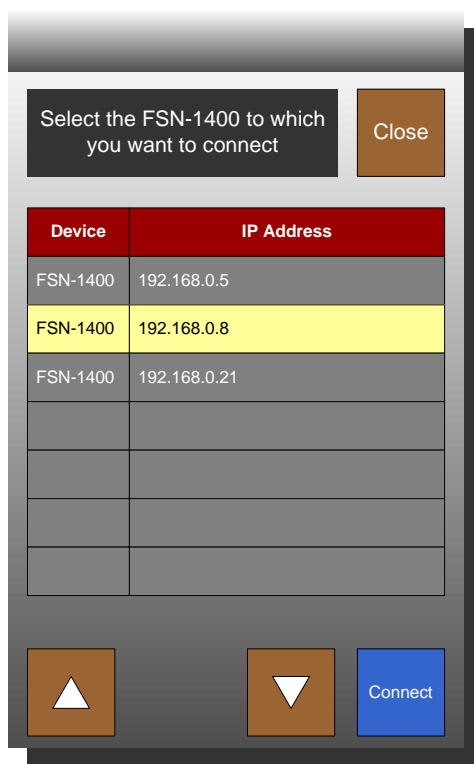 Select the FSN-1400 to which
you want to connect
Close
Device IP Address
FSN-1400 192.168.0.5
FSN-1400 192.168.0.8
FSN-1400 192.168.0.21
Connect